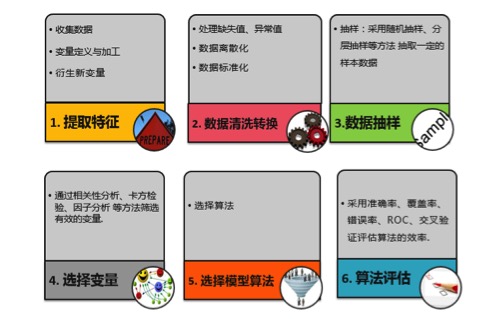 • 收集数据
• 变量定义与加工
• 衍生新变量
1. 提取特征
PREPARE
• 处理缺失值、异常值
• 数据离散化
• 数据标准化
2. 数据清洗转换
• 抽样：采用随机抽样、分
层抽样等方法 抽取一定的
样本数据
3.数据抽样
Sampl
• 通过相关性分析、卡方检
验、因子分析 等方法筛选
有效的变量.
4. 选择变量
• 选择算法
5. 选择模型算法
• 采用准确率、覆盖率、
错误率、ROC、交叉验
证评估算法的效率.
6. 算法评估